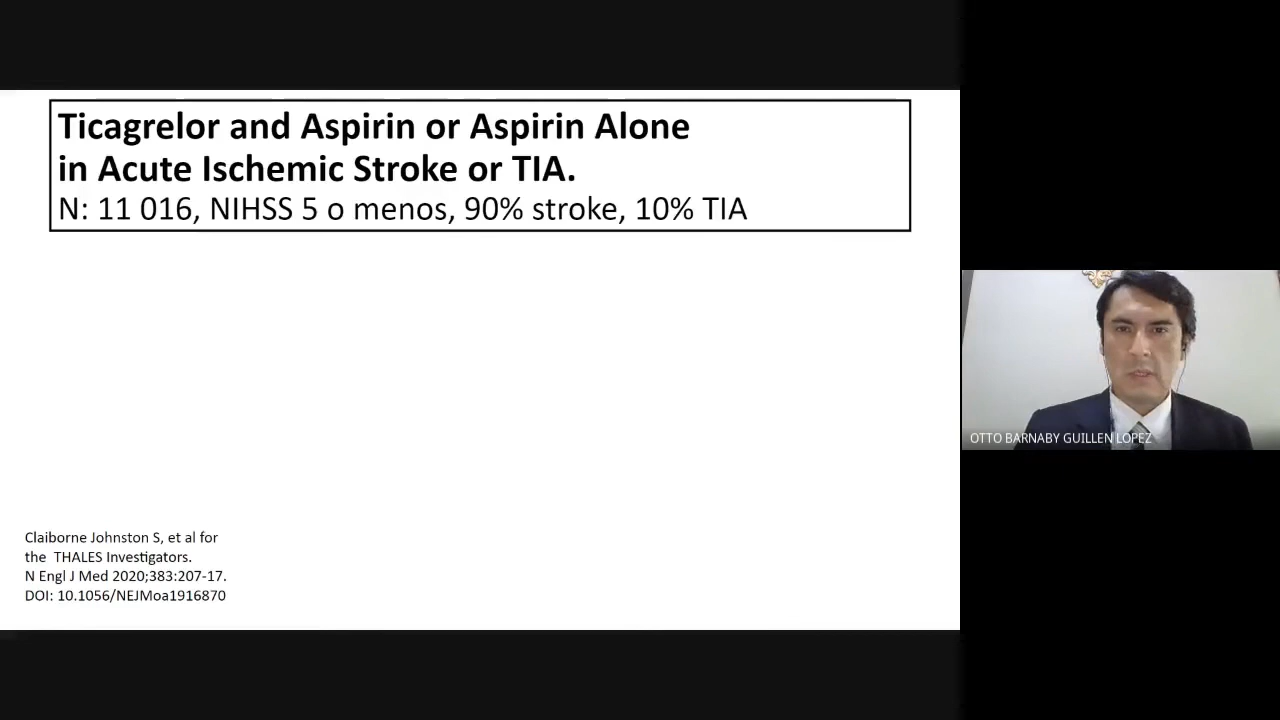 Ticagrelor and Aspirin or Aspirin Alone
in Acute Ischemic Stroke or TIA.
N: 11 016, NIHSS 5 o menos, 90% stroke, 10% TIA
Claiborne Johnston S, et al for
the THALES Investigators.
N Engl J Med 2020;383:207-17.
DOI: 10.1056/NEJMoa1916870
OTTO BARNABY GUILLEN LOPEZ